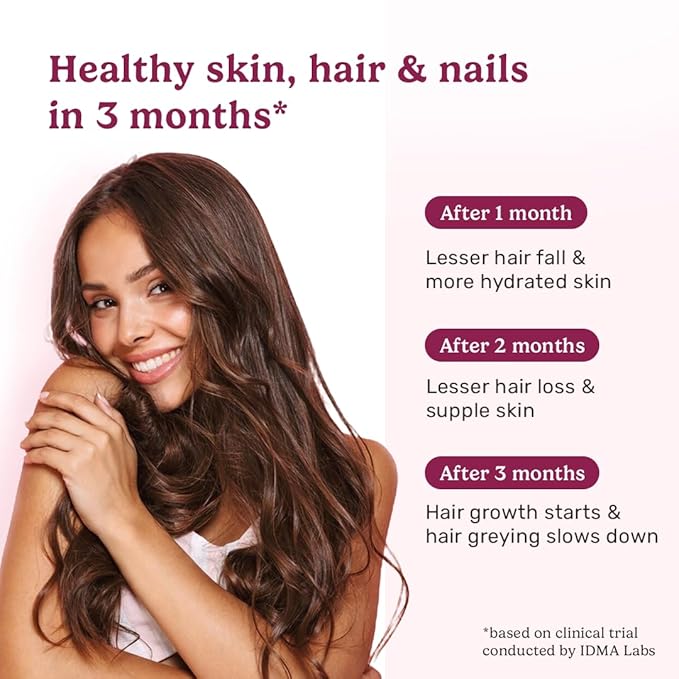 Healthy skin, hair & nails
in 3 months*
After 1 month
Lesser hair fall &
more hydrated skin
After 2 months
Lesser hair loss &
supple skin
After 3 months
Hair growth starts &
hair greying slows down
*based on clinical trial
conducted by IDMA Labs